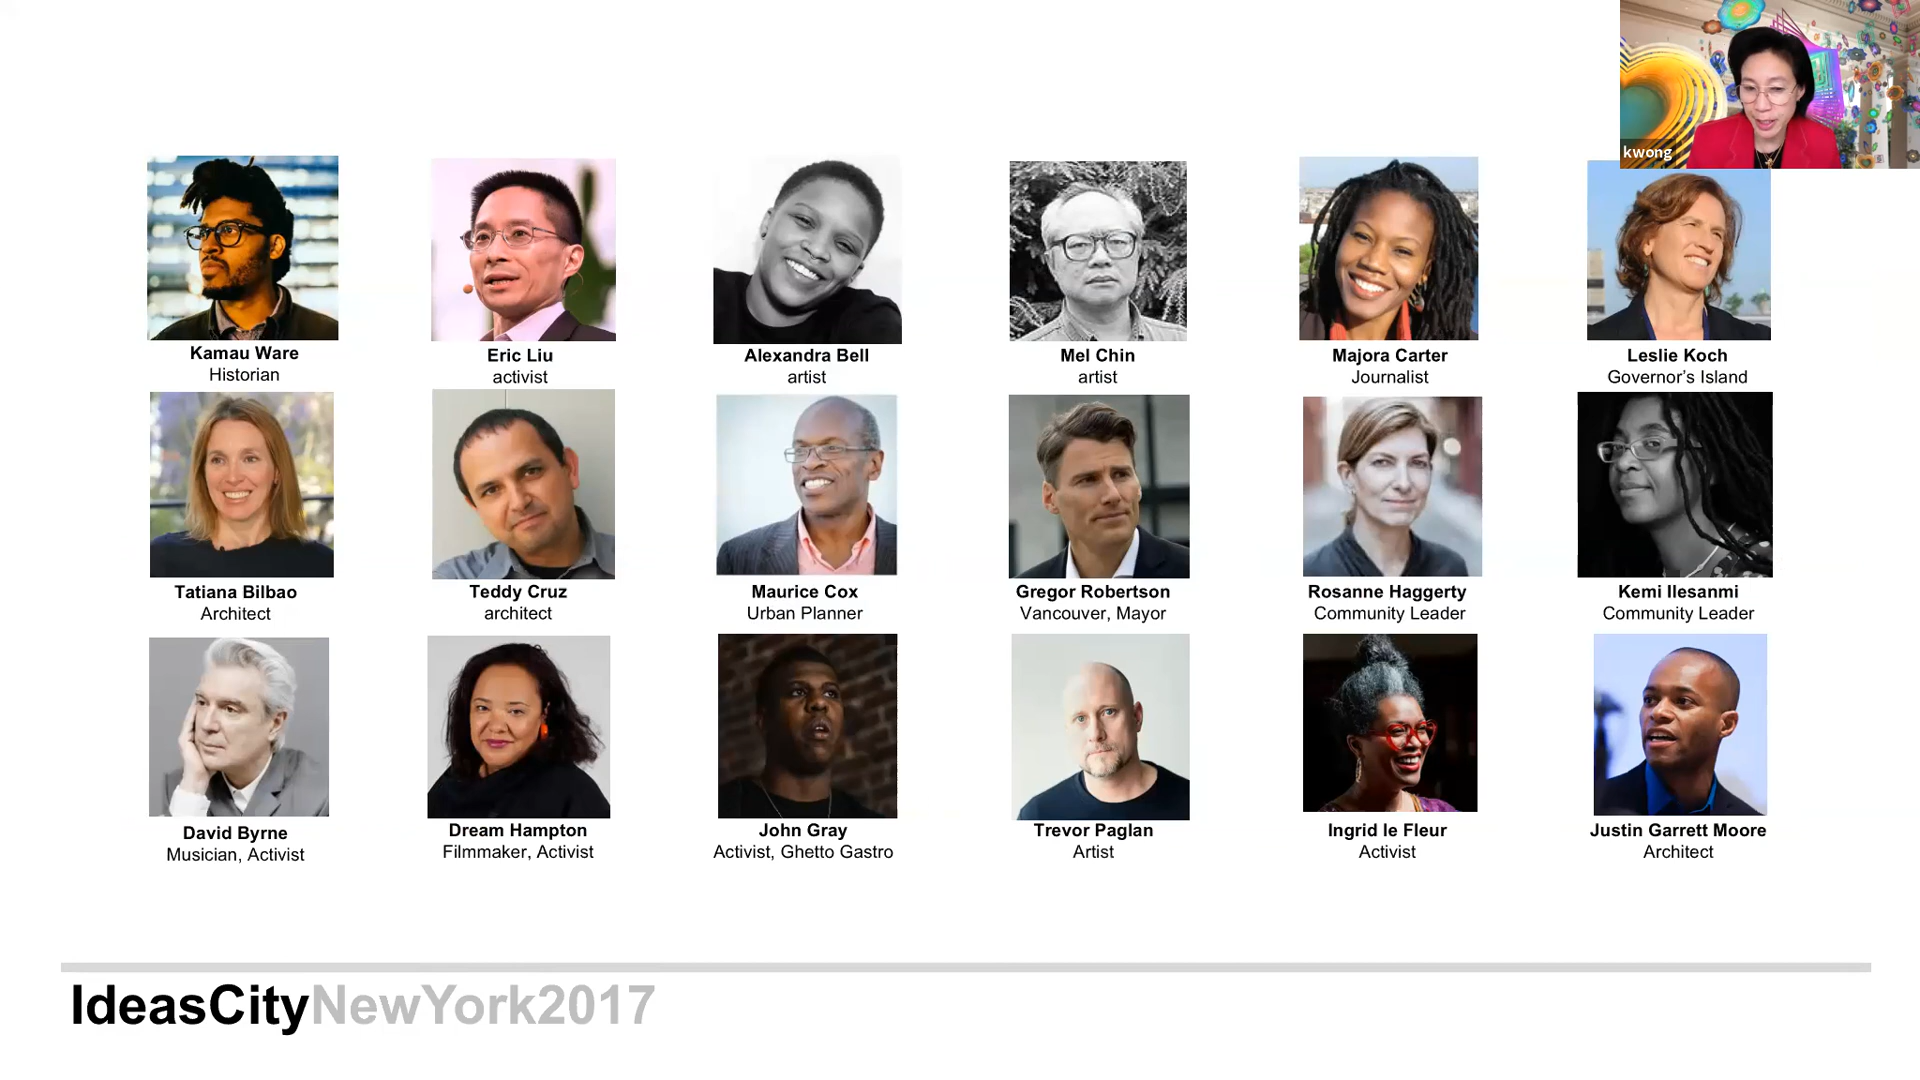 kwong
Kamau Ware
Historian
Eric Liu
activist
Alexandra Bell
artist
Mel Chin
artist
Majora Carter
Journalist
Leslie Koch
Governor’s Island
Tatiana Bilbao
Architect
Teddy Cruz
architect
Maurice Cox
Urban Planner
Gregor Robertson
Vancouver, Mayor
Rosanne Haggerty
Community Leader
Kemi Ilesanmi
Community Leader
David Byrne
Musician, Activist
Dream Hampton
Filmmaker, Activist
John Gray
Activist, Ghetto Gastro
Trevor Paglan
Artist
Ingrid le Fleur
Activist
Justin Garrett Moore
Architect
IdeasCityNewYork2017